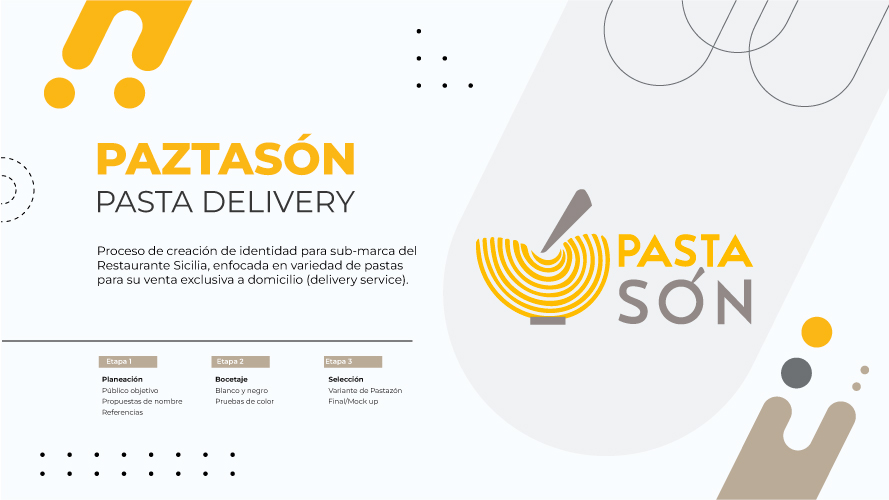 PAZTASÓN
PASTA DELIVERY
Proceso de creación de identidad para sub-marca del
Restaurante Sicilia, enfocada en variedad de pastas
para su venta exclusiva a domicilio (delivery service).
PASTA
SÓN
Etapa 1
Planeación
Público objetivo
Propuestas de nombre
Referencias
Etapa 2
Bocetaje
Blanco y negro
Pruebas de color
Etapa 3
Selección
Variante de Pastazón
Final/Mock up